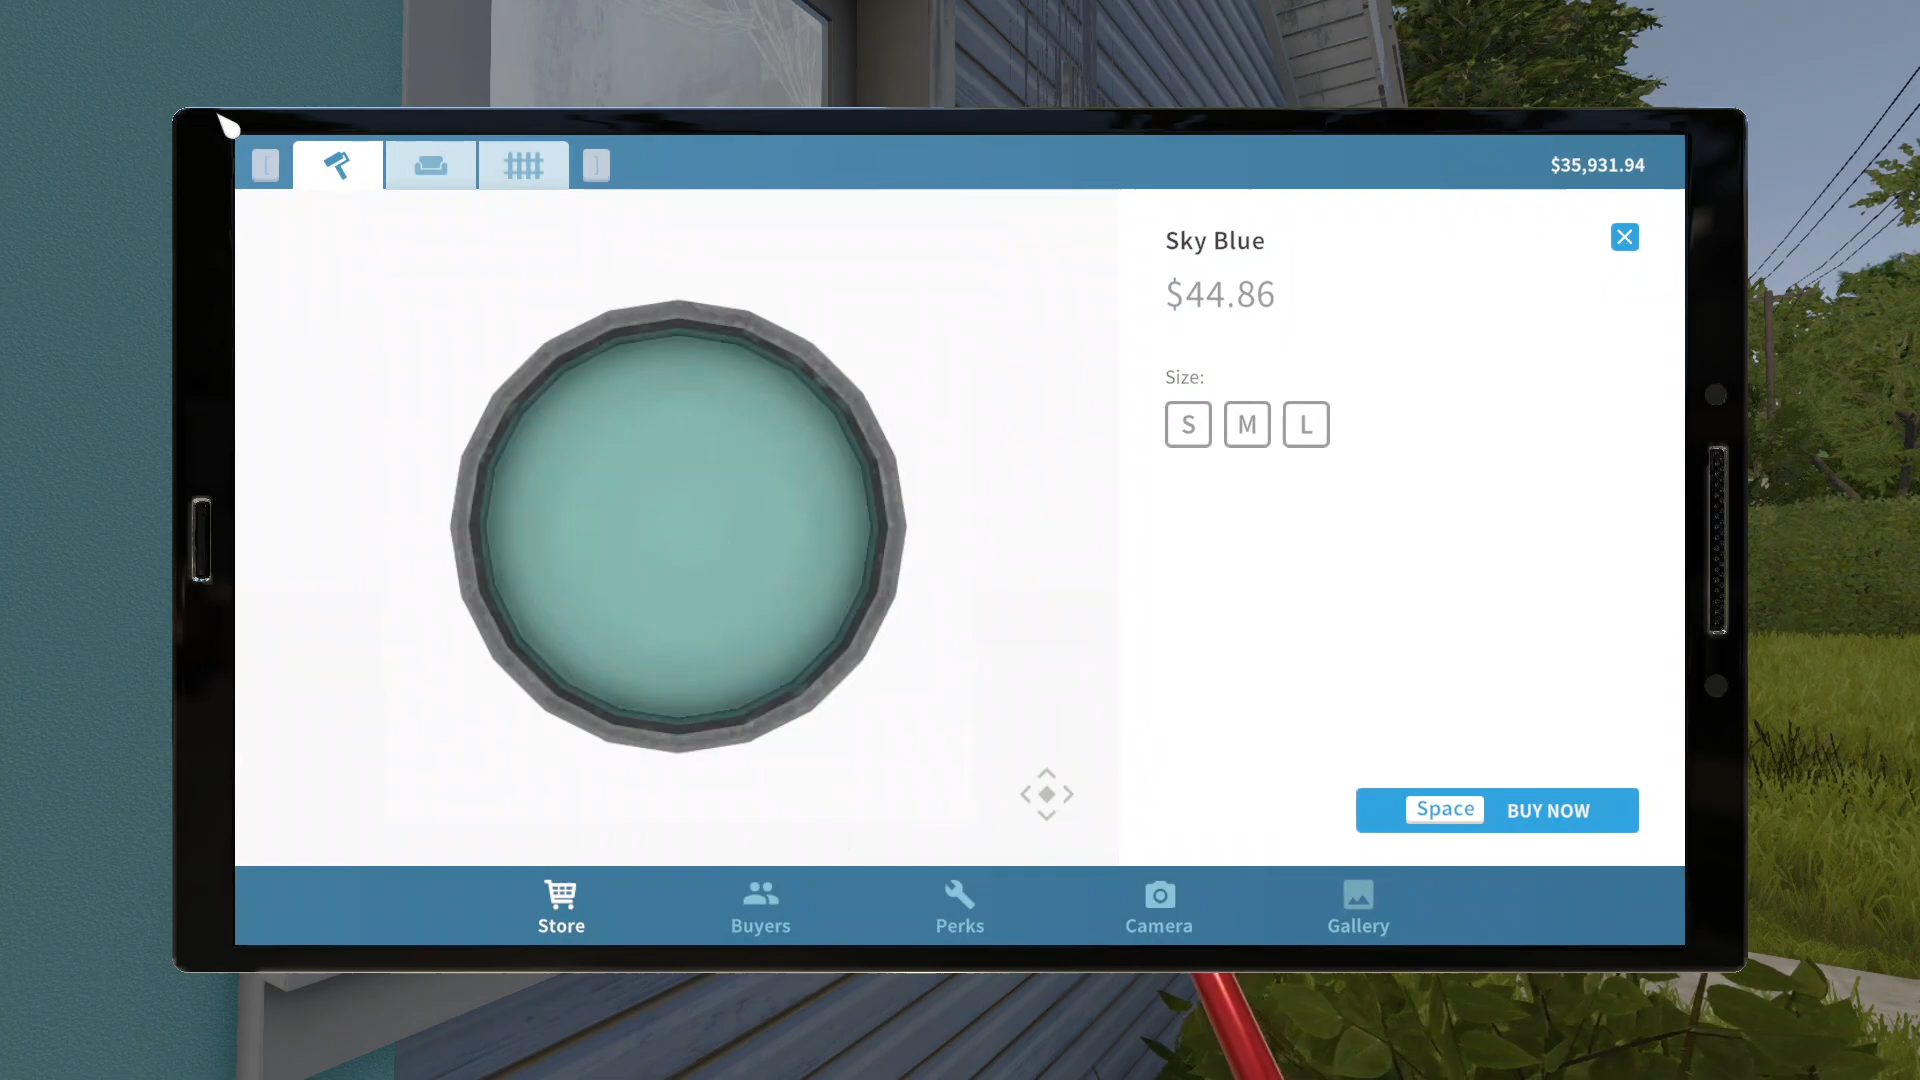 [
]
$35,931.94
Sky Blue
$44.86
Size:
S M L
Space BUY NOW
Store Buyers Perks Camera Gallery